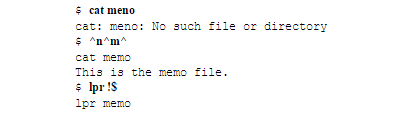 $ cat meno
cat: meno: No such file or directory
$ ^n^m^
cat memo
This is the memo file.
$ lpr !$
lpr memo